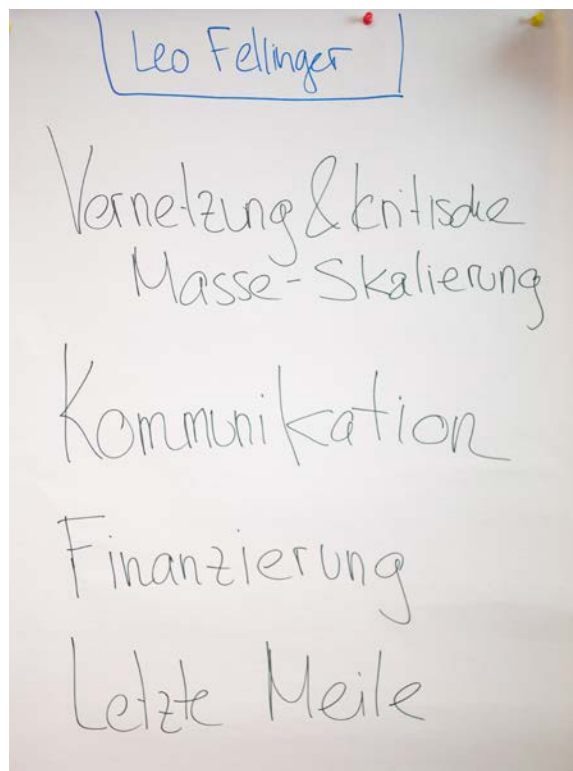 Leo Fellinger
Vernetzung & kritische
Masse - Skalierung
Kommunikation
Finanzierung
Letzte Meile